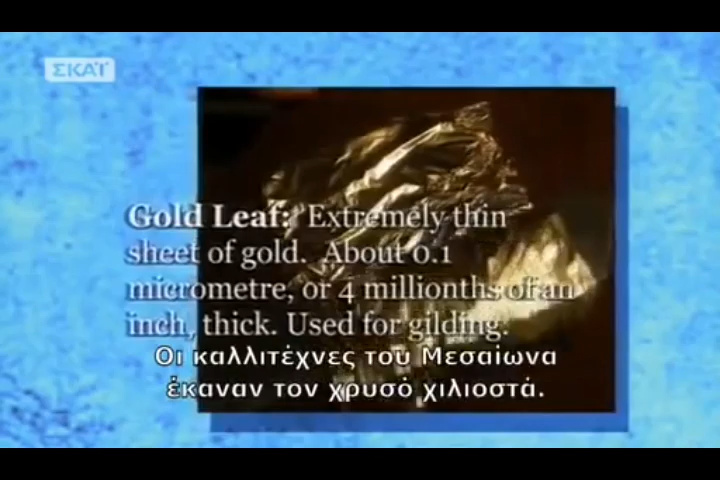 ΣΚΑΪ
Gold Leaf: Extremely thin
sheet of gold. About 0.1
micrometre, or 4 millionths of an
inch, thick. Used for gilding.
Οι καλλιτέχνες του Μεσαίωνα
έκαναν τον χρυσό χιλιοστά.